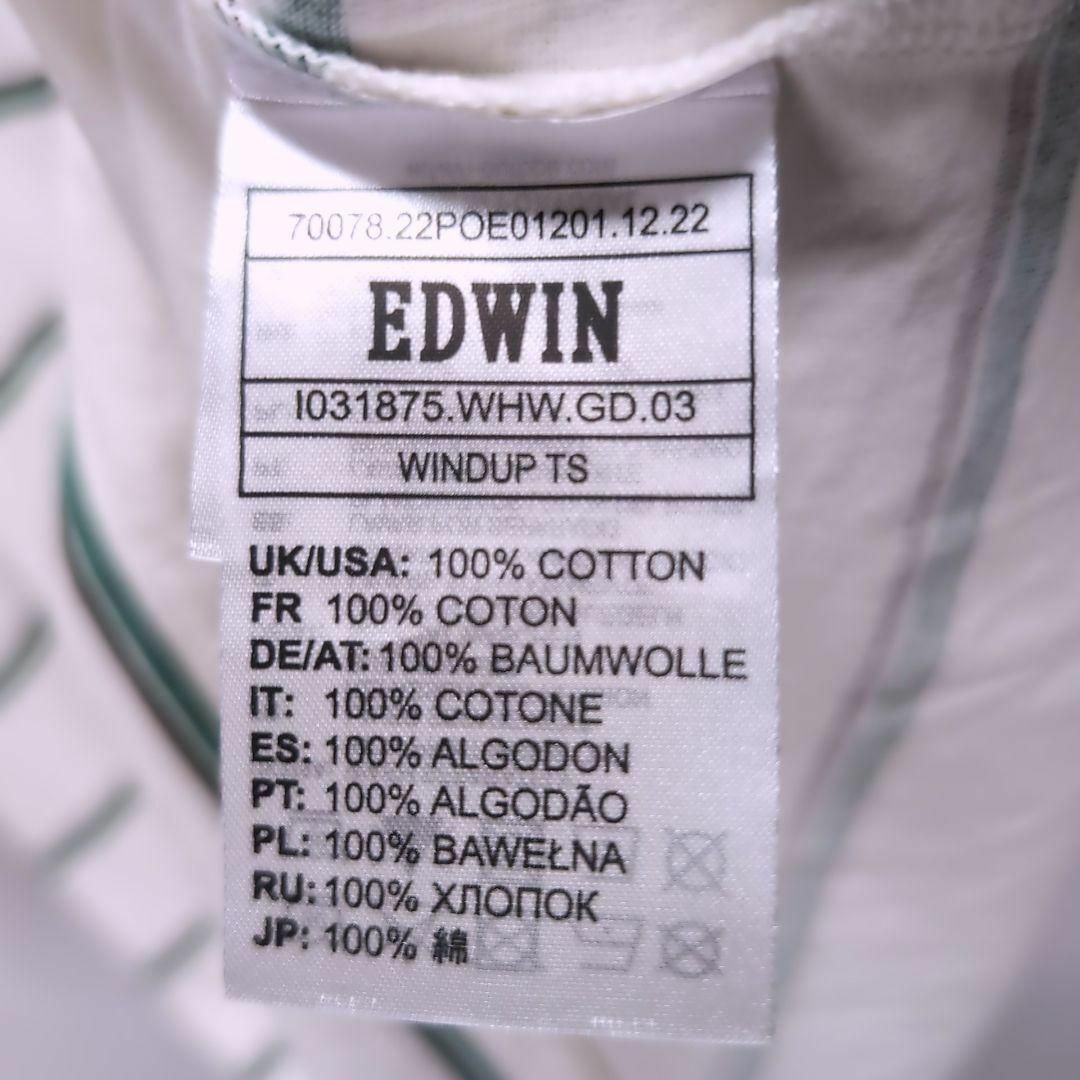 70078.22POE01201.12.22
EDWIN
I031875.WHW.GD.03
WINDUP TS
UK/USA: 100% COTTON
FR 100% COTON
DE/AT: 100% BAUMWOLLE
IT: 100% COTONE
ES: 100% ALGODON
PT: 100% ALGODÃO
PL: 100% BAWEŁNA
RU: 100% ХЛОПОК
JP: 100% 綿